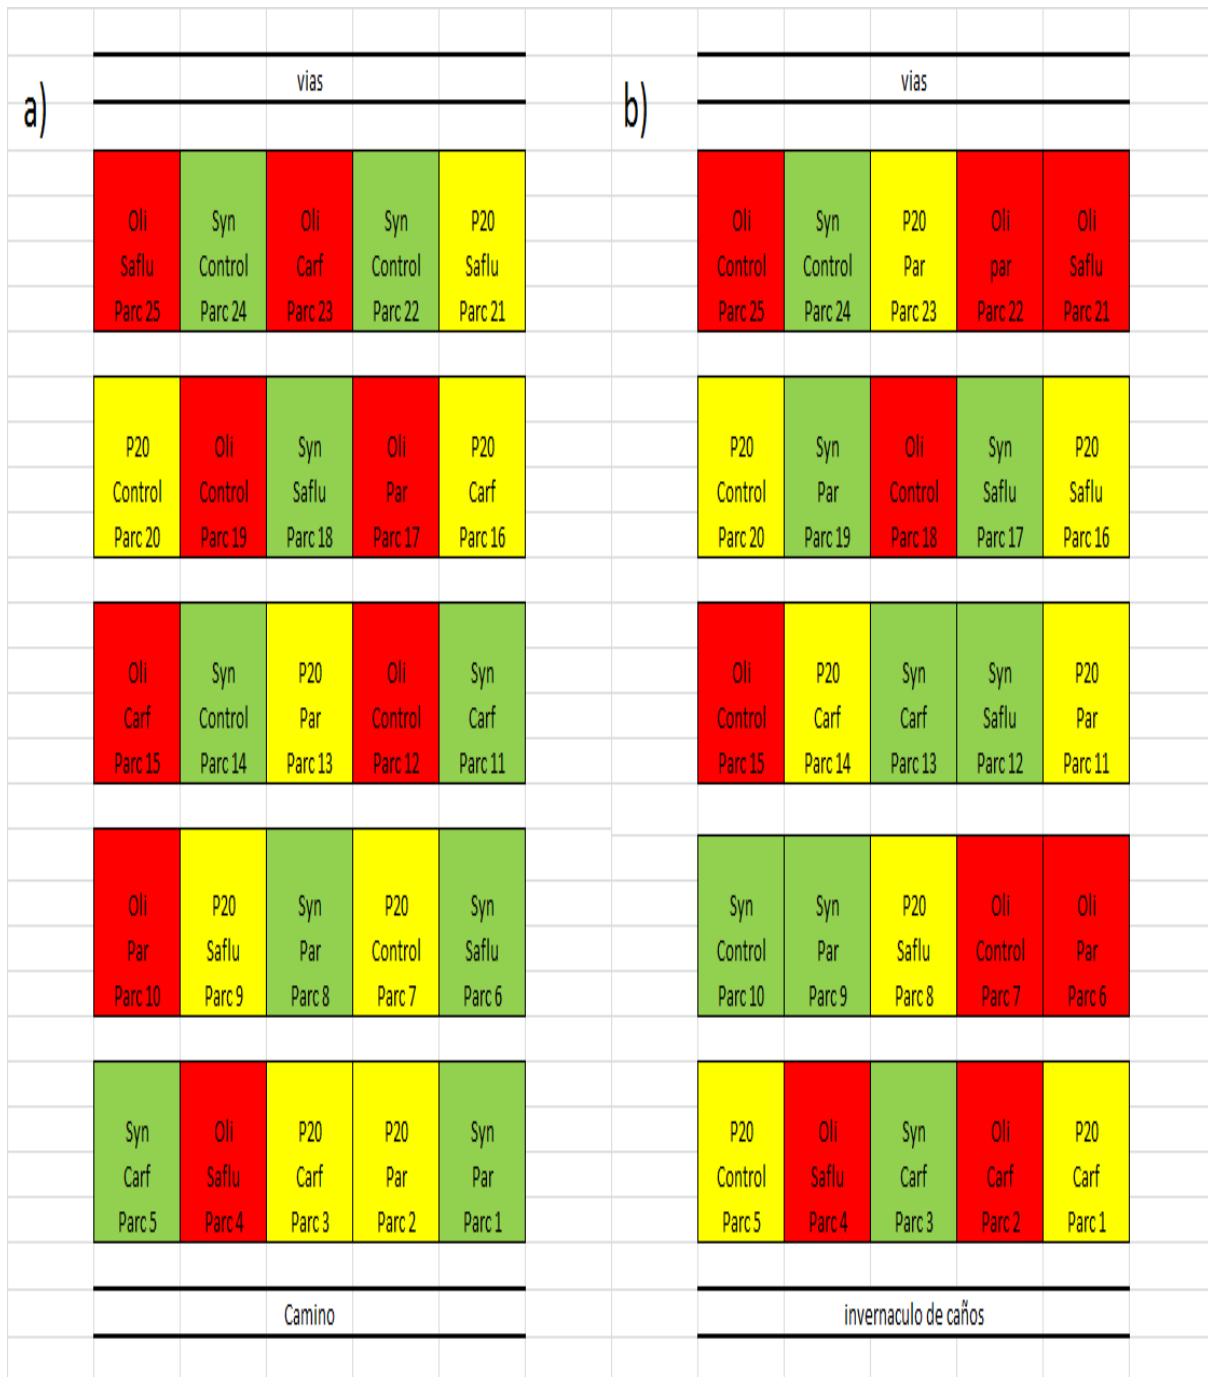 a)
vias
Oli
Saflu
Parc 25
Syn
Control
Parc 24
Oli
Carf
Parc 23
Syn
Control
Parc 22
P20
Saflu
Parc 21
P20
Control
Parc 20
Oli
Control
Parc 19
Syn
Saflu
Parc 18
Oli
Par
Parc 17
P20
Carf
Parc 16
Oli
Carf
Parc 15
Syn
Control
Parc 14
P20
Par
Parc 13
Oli
Control
Parc 12
Syn
Carf
Parc 11
Oli
Par
Parc 10
P20
Saflu
Parc 9
Syn
Par
Parc 8
P20
Control
Parc 7
Syn
Saflu
Parc 6
Syn
Carf
Parc 5
Oli
Saflu
Parc 4
P20
Carf
Parc 3
P20
Par
Parc 2
Syn
Par
Parc 1
Camino
b)
vias
Oli
Control
Parc 25
Syn
Control
Parc 24
P20
Par
Parc 23
Oli
par
Parc 22
Oli
Saflu
Parc 21
P20
Control
Parc 20
Syn
Par
Parc 19
Oli
Control
Parc 18
Syn
Saflu
Parc 17
P20
Saflu
Parc 16
Oli
Control
Parc 15
P20
Carf
Parc 14
Syn
Carf
Parc 13
Syn
Saflu
Parc 12
P20
Par
Parc 11
Syn
Control
Parc 10
Syn
Par
Parc 9
P20
Saflu
Parc 8
Oli
Control
Parc 7
Oli
Par
Parc 6
P20
Control
Parc 5
Oli
Saflu
Parc 4
Syn
Carf
Parc 3
Oli
Carf
Parc 2
P20
Carf
Parc 1
invernaculo de caños